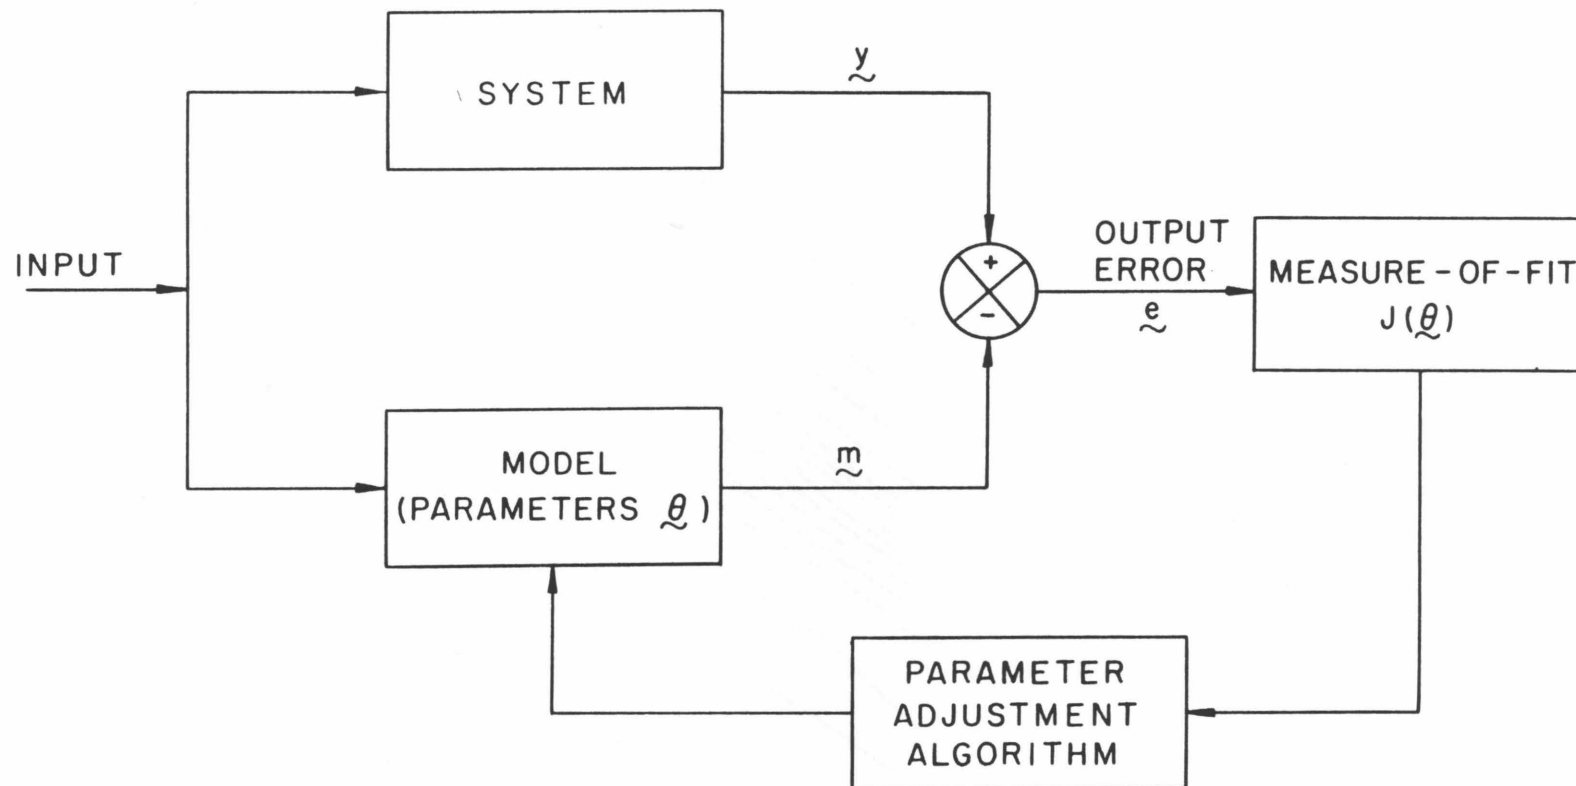 SYSTEM
y
INPUT
+
-
OUTPUT
ERROR
e
MEASURE-OF-FIT
J(θ)
MODEL
(PARAMETERS θ)
m
PARAMETER
ADJUSTMENT
ALGORITHM